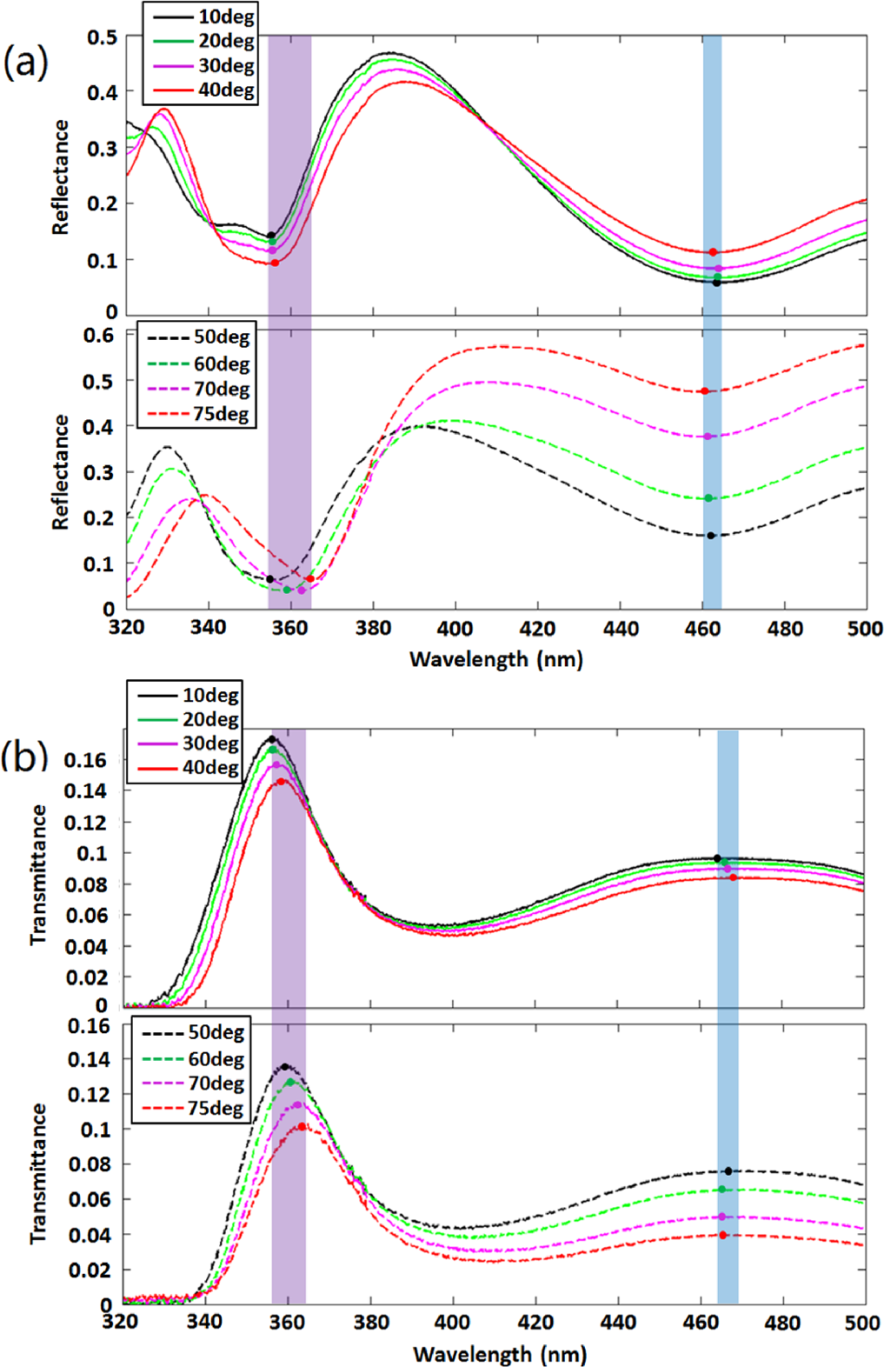 (a)
10deg
20deg
30deg
40deg
0.5
0.4
0.3
0.2
0.1
0
Reflectance
50deg
60deg
70deg
75deg
0.6
0.5
0.4
0.3
0.2
0.1
0
Reflectance
320 340 360 380 400 420 440 460 480 500
Wavelength (nm)
(b)
10deg
20deg
30deg
40deg
0.16
0.14
0.12
0.1
0.08
0.06
0.04
0.02
0
Transmittance
50deg
60deg
70deg
75deg
0.16
0.14
0.12
0.1
0.08
0.06
0.04
0.02
0
Transmittance
320 340 360 380 400 420 440 460 480 500
Wavelength (nm)